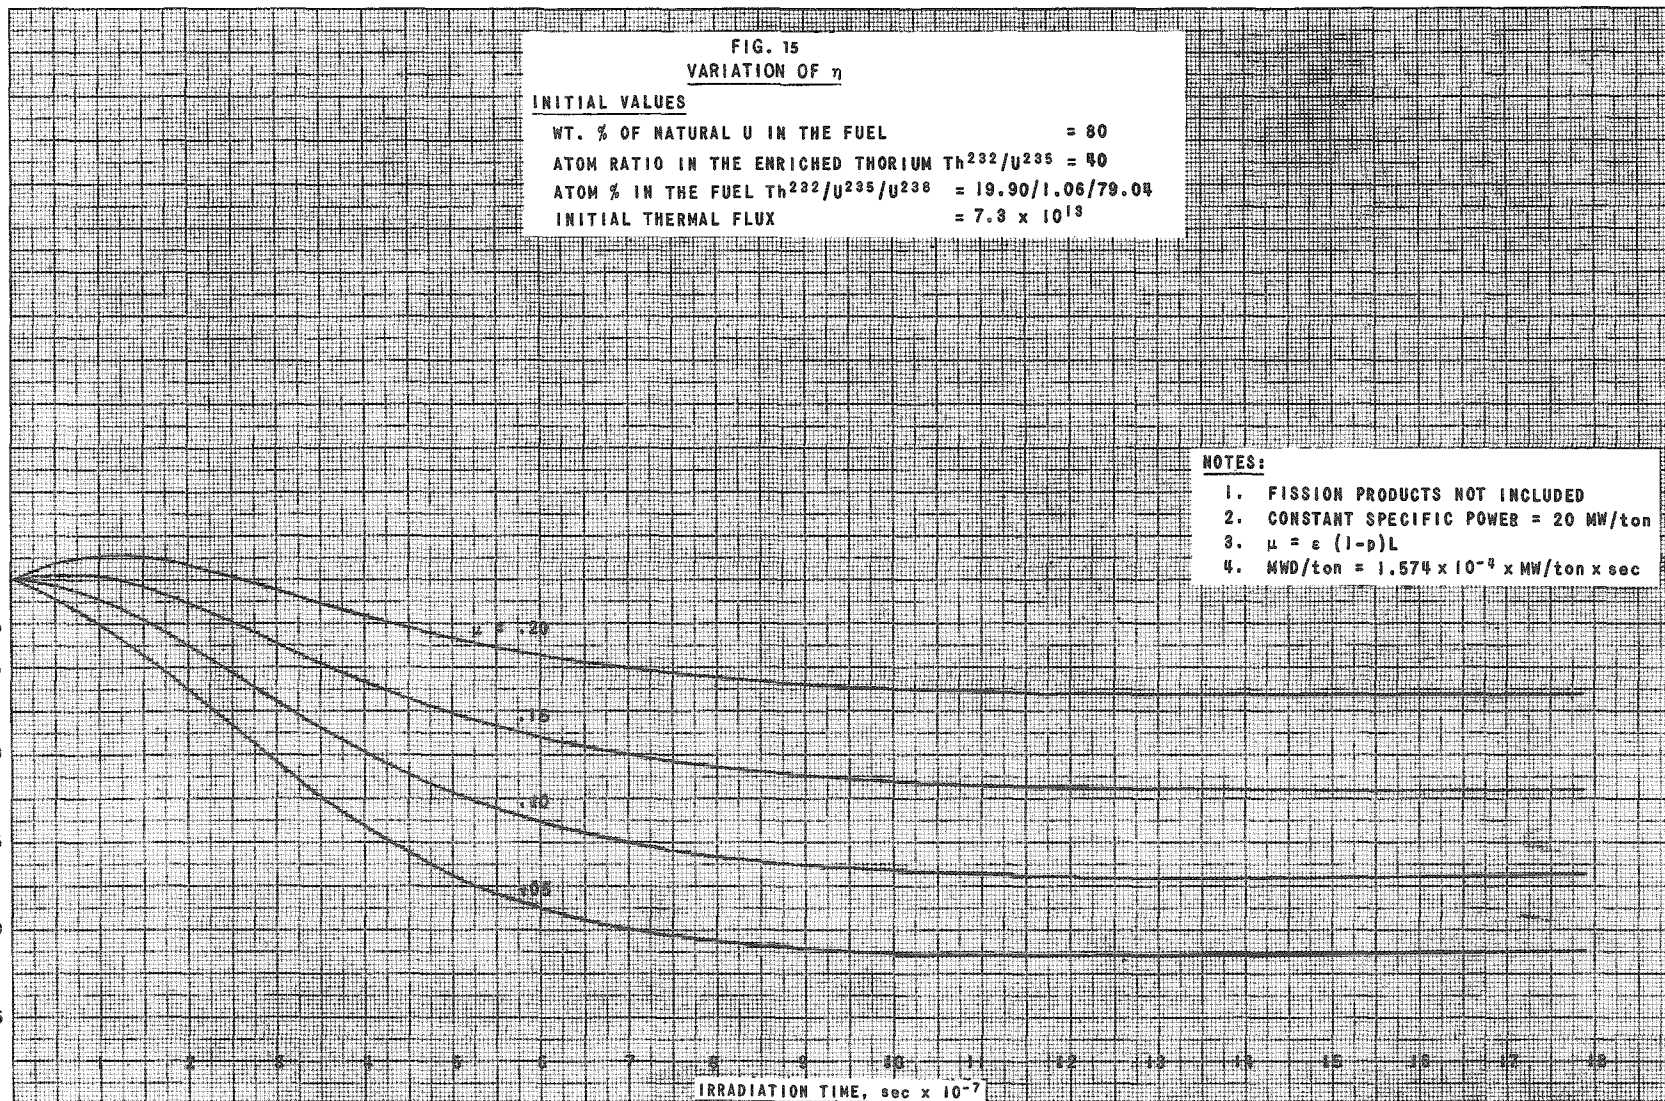 FIG. 15
VARIATION OF η
INITIAL VALUES
WT. % OF NATURAL U IN THE FUEL = 80
ATOM RATIO IN THE ENRICHED THORIUM Th²³²/U²³⁵ = 40
ATOM % IN THE FUEL Th²³²/U²³⁵/U²³⁸ = 19.90/1.06/79.04
INITIAL THERMAL FLUX = 7.3 x 10¹³
NOTES:
1. FISSION PRODUCTS NOT INCLUDED
2. CONSTANT SPECIFIC POWER = 20 MW/ton
3. μ = ε (1-p)L
4. MWD/ton = 1.574 x 10⁻⁴ x MW/ton x sec
μ = .20
.15
.10
.05
2 3 4 5 6 7 8 9 10 11 12 13 14 15 16 17 18
IRRADIATION TIME, sec x 10⁻⁷